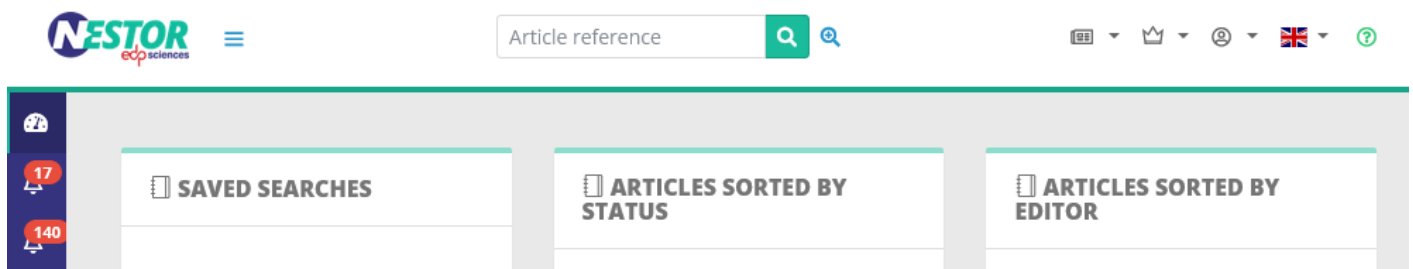 NESTOR
edp sciences
Article reference
17
SAVED SEARCHES
ARTICLES SORTED BY
STATUS
ARTICLES SORTED BY
EDITOR
140